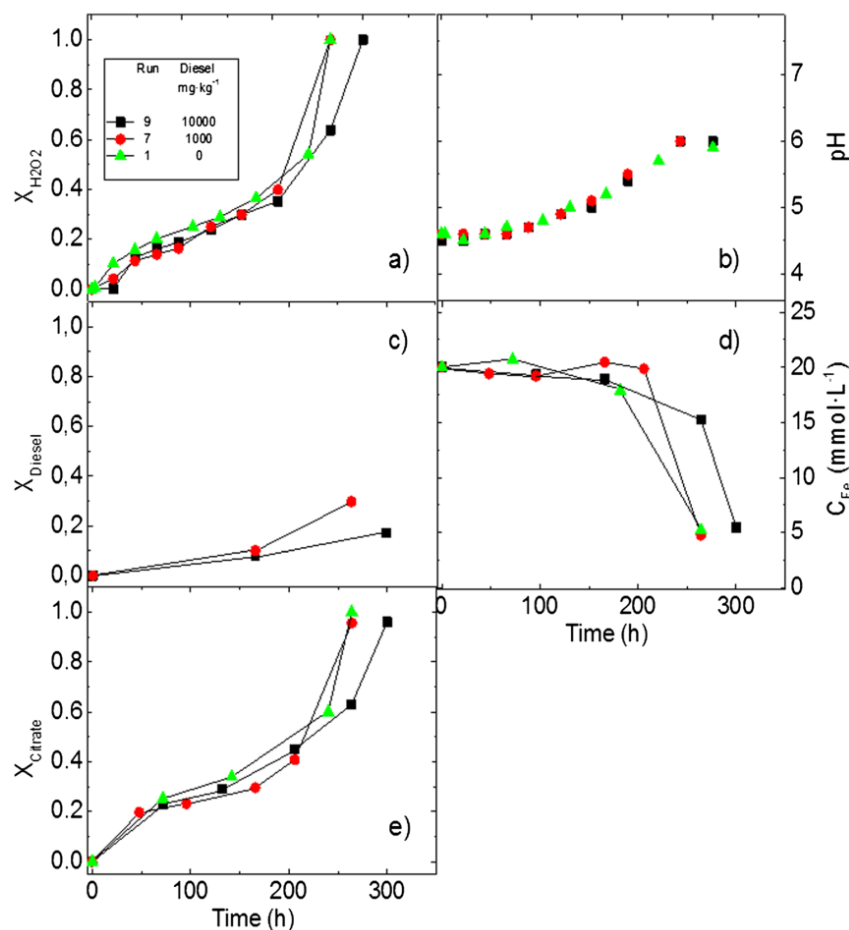 1.0
0.8
0.6
0.4
0.2
0.0
X_H2O2
Run Diesel
mg·kg⁻¹
9 10000
7 1000
1 0
a)
7
6
5
4
pH
b)
1,0
0,8
0,6
0,4
0,2
0,0
X_Diesel
c)
25
20
15
10
5
0
C_Fe (mmol·L⁻¹)
d)
0 100 200 300
Time (h)
1.0
0.8
0.6
0.4
0.2
0.0
X_Citrate
e)
0 100 200 300
Time (h)